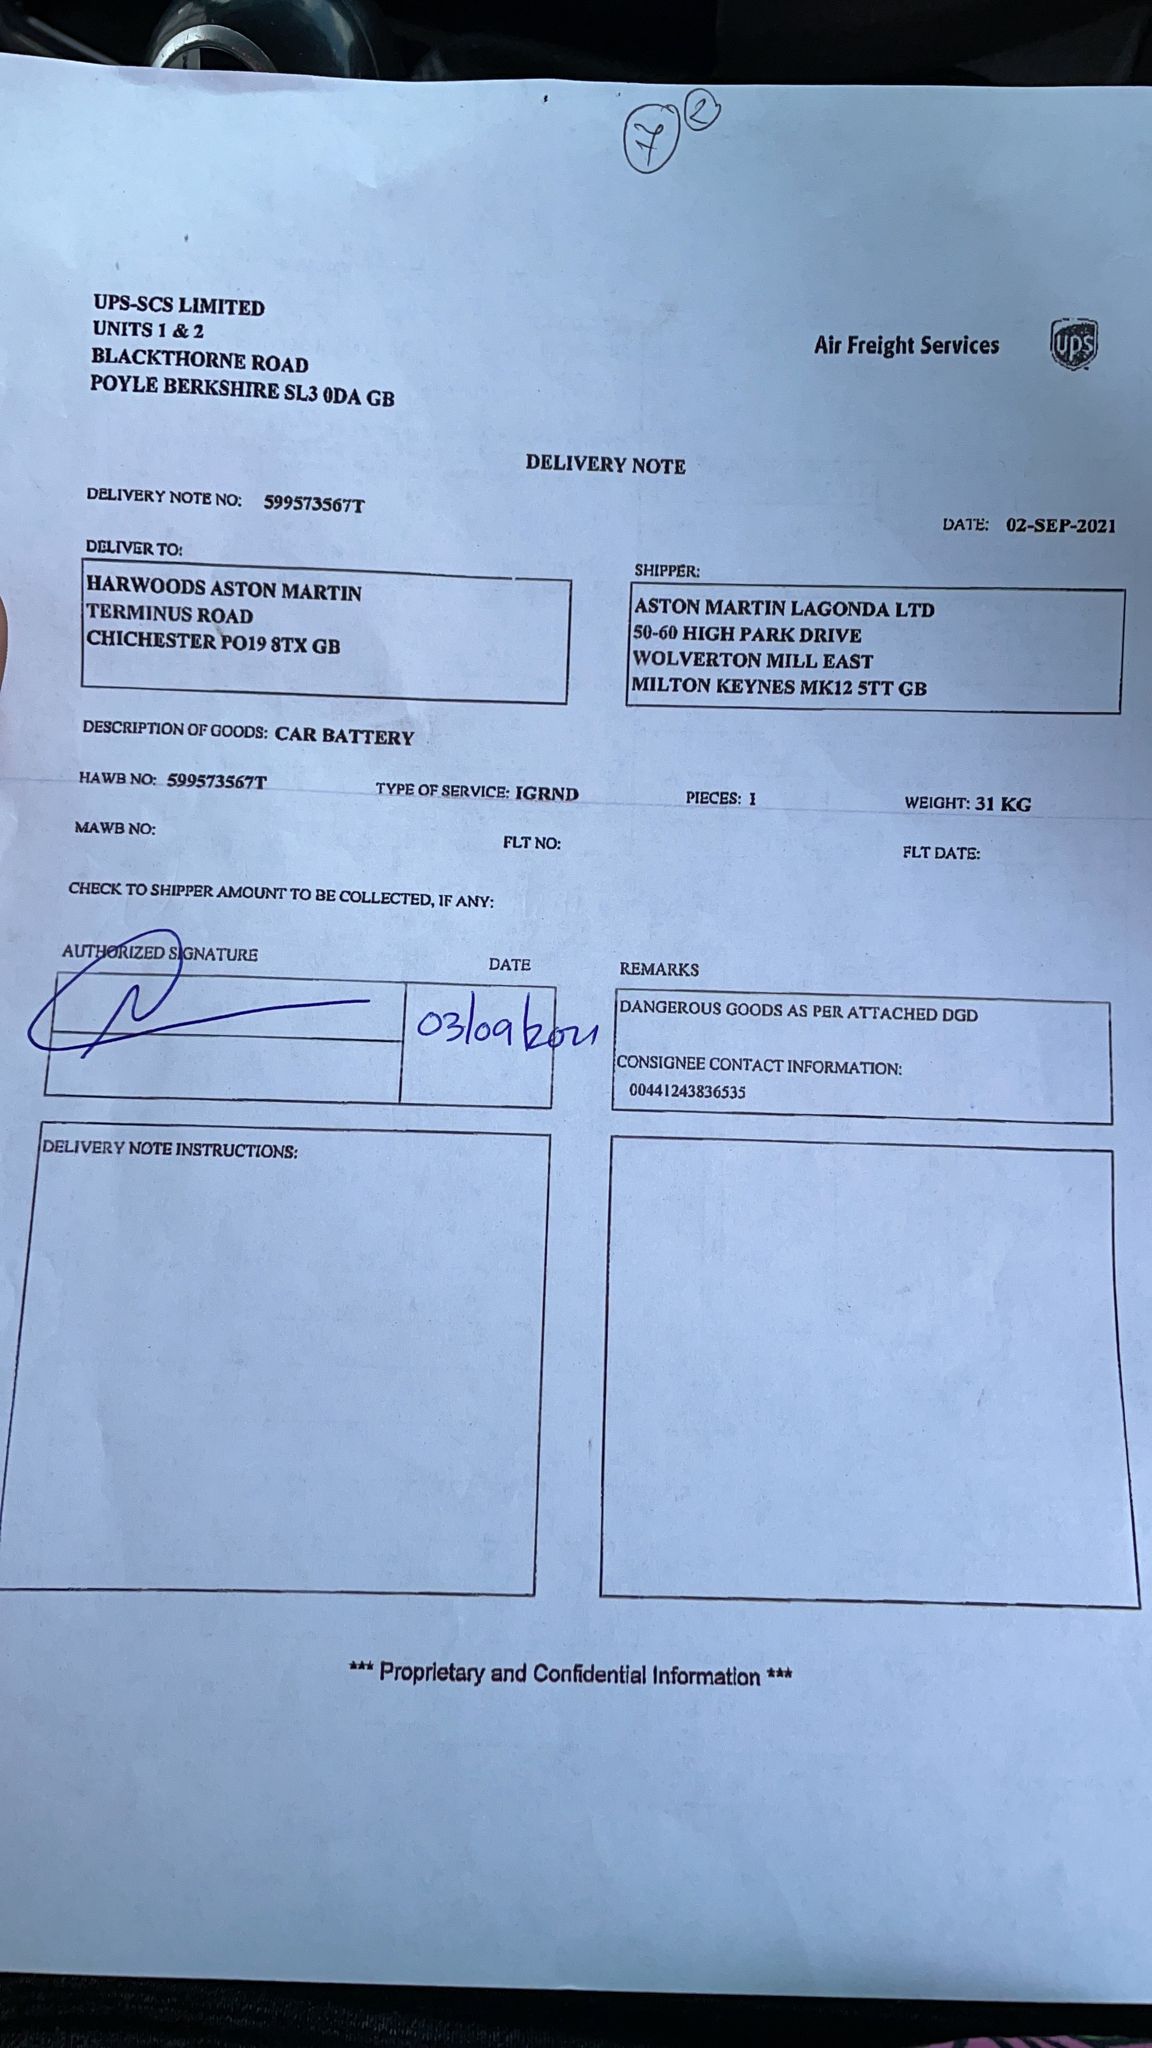 7 2
UPS-SCS LIMITED
UNITS 1 & 2
BLACKTHORNE ROAD
POYLE BERKSHIRE SL3 0DA GB
Air Freight Services
ups
DELIVERY NOTE
DELIVERY NOTE NO: 599573567T
DATE: 02-SEP-2021
DELIVER TO:
HARWOODS ASTON MARTIN
TERMINUS ROAD
CHICHESTER PO19 8TX GB
SHIPPER:
ASTON MARTIN LAGONDA LTD
50-60 HIGH PARK DRIVE
WOLVERTON MILL EAST
MILTON KEYNES MK12 5TT GB
DESCRIPTION OF GOODS: CAR BATTERY
HAWB NO: 599573567T TYPE OF SERVICE: IGRND PIECES: 1 WEIGHT: 31 KG
MAWB NO: FLT NO: FLT DATE:
CHECK TO SHIPPER AMOUNT TO BE COLLECTED, IF ANY:
AUTHORIZED SIGNATURE DATE
03/09/2021
REMARKS
DANGEROUS GOODS AS PER ATTACHED DGD
CONSIGNEE CONTACT INFORMATION:
00441243836535
DELIVERY NOTE INSTRUCTIONS:
*** Proprietary and Confidential Information ***